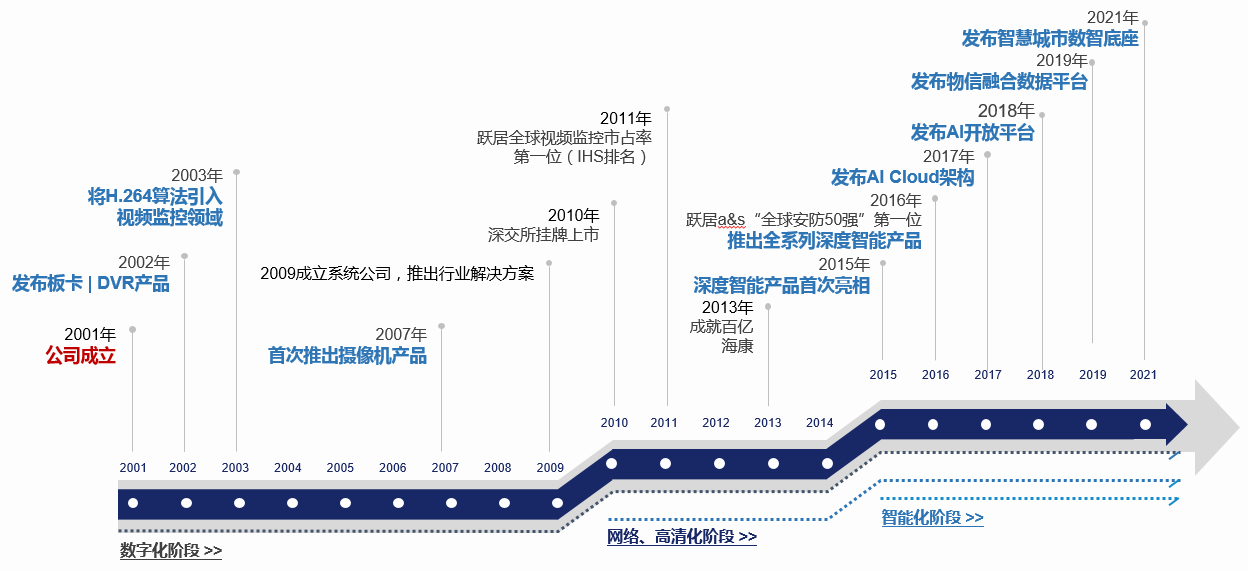 2001年
公司成立
2002年
发布板卡 | DVR产品
2003年
将H.264算法引入
视频监控领域
2007年
首次推出摄像机产品
2009成立系统公司，推出行业解决方案
2010年
深交所挂牌上市
2011年
跃居全球视频监控市占率
第一位（IHS排名）
2013年
成就百亿
海康
2015年
深度智能产品首次亮相
2016年
跃居a&s“全球安防50强”第一位
推出全系列深度智能产品
2017年
发布AI Cloud架构
2018年
发布AI开放平台
2019年
发布物信融合数据平台
2021年
发布智慧城市数智底座
2001 2002 2003 2004 2005 2006 2007 2008 2009
2010 2011 2012 2013 2014
2015 2016 2017 2018 2019 2021
数字化阶段 >>
网络、高清化阶段 >>
智能化阶段 >>